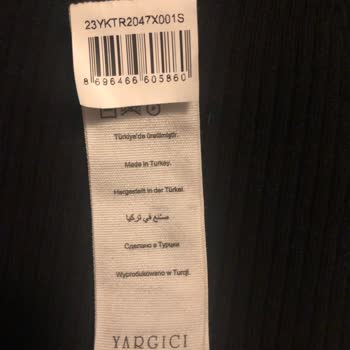 23YKTR2047X001S
8 696466 605860
Türkiye'de üretilmiştir.
Made in Turkey.
Hergestellt in der Türkei.
صنع في تركيا
Сделано в Турции
Wyprodukowano w Turcji.
YARGICI